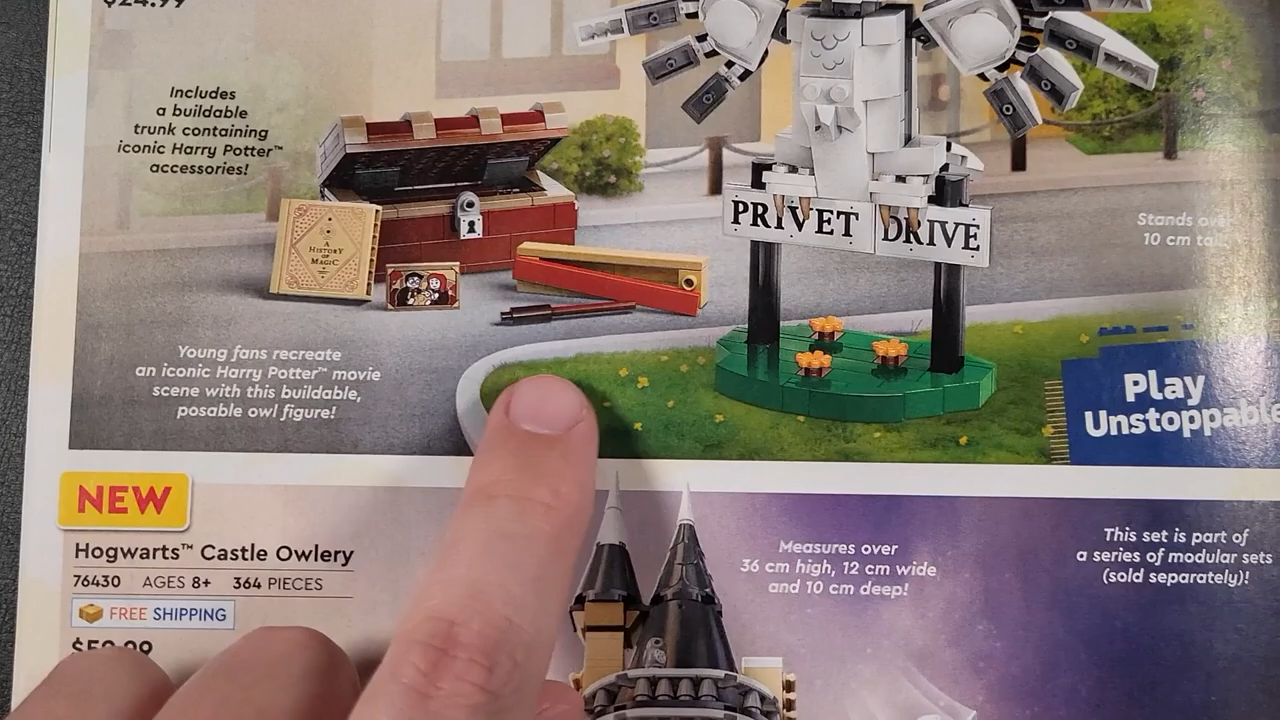 Includes
a buildable
trunk containing
iconic Harry Potter™
accessories!
A
HISTORY
OF
MAGIC
PRIVET DRIVE
Stands over
10 cm tall
Young fans recreate
an iconic Harry Potter™ movie
scene with this buildable,
posable owl figure!
Play
Unstoppable
NEW
Hogwarts™ Castle Owlery
76430 AGES 8+ 364 PIECES
FREE SHIPPING
Measures over
36 cm high, 12 cm wide
and 10 cm deep!
This set is part of
a series of modular sets
(sold separately)!